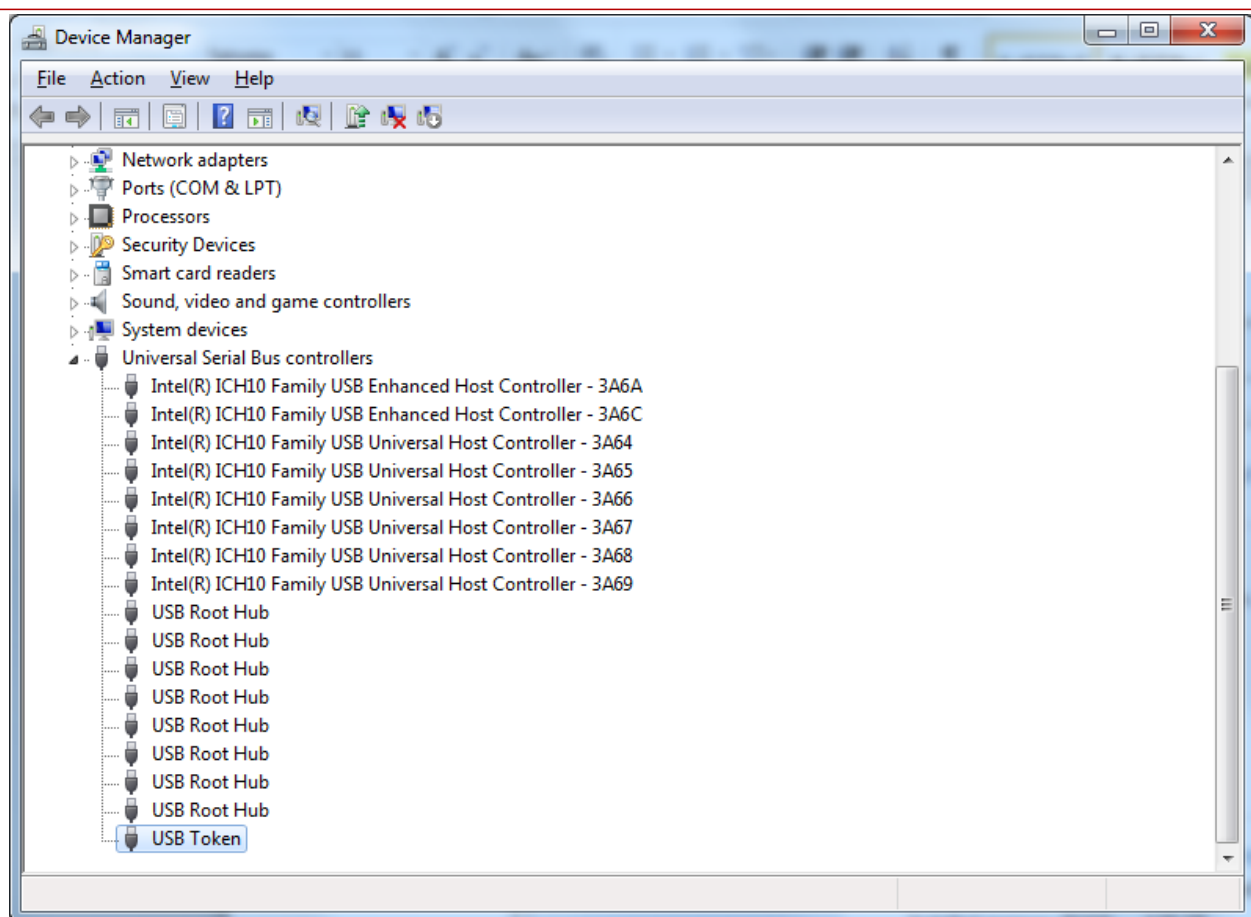 Device Manager
File Action View Help
Network adapters
Ports (COM & LPT)
Processors
Security Devices
Smart card readers
Sound, video and game controllers
System devices
Universal Serial Bus controllers
Intel(R) ICH10 Family USB Enhanced Host Controller - 3A6A
Intel(R) ICH10 Family USB Enhanced Host Controller - 3A6C
Intel(R) ICH10 Family USB Universal Host Controller - 3A64
Intel(R) ICH10 Family USB Universal Host Controller - 3A65
Intel(R) ICH10 Family USB Universal Host Controller - 3A66
Intel(R) ICH10 Family USB Universal Host Controller - 3A67
Intel(R) ICH10 Family USB Universal Host Controller - 3A68
Intel(R) ICH10 Family USB Universal Host Controller - 3A69
USB Root Hub
USB Root Hub
USB Root Hub
USB Root Hub
USB Root Hub
USB Root Hub
USB Root Hub
USB Root Hub
USB Token